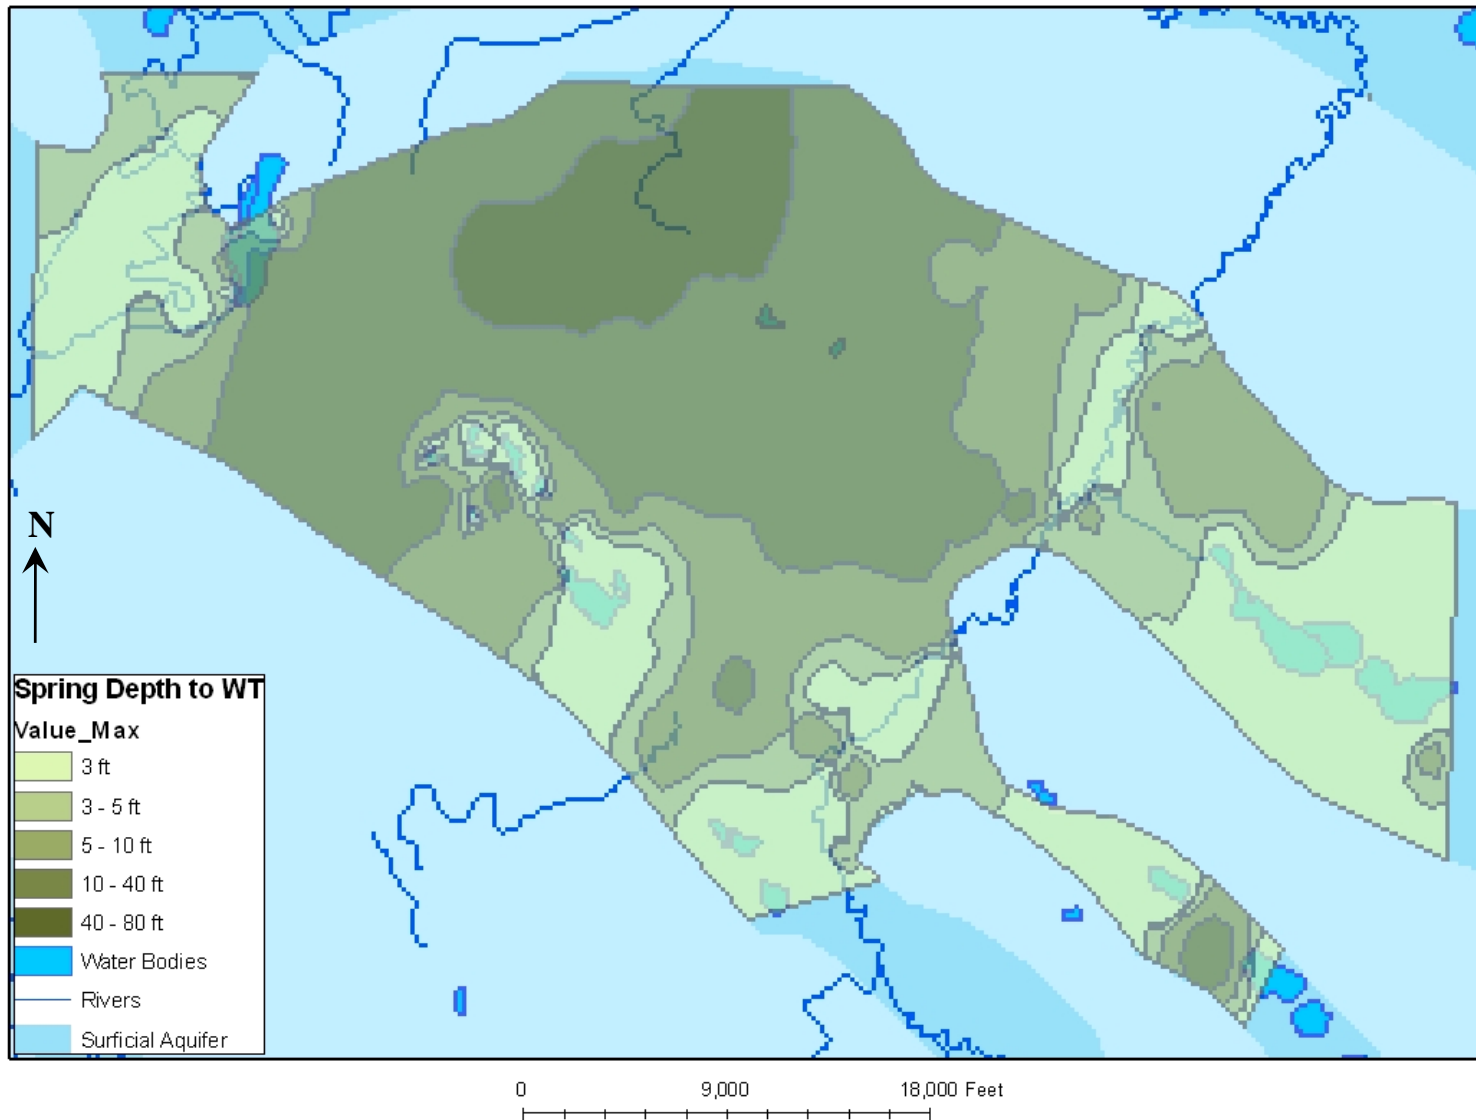 N
Spring Depth to WT
Value_Max
3 ft
3 - 5 ft
5 - 10 ft
10 - 40 ft
40 - 80 ft
Water Bodies
Rivers
Surficial Aquifer
0 9,000 18,000 Feet